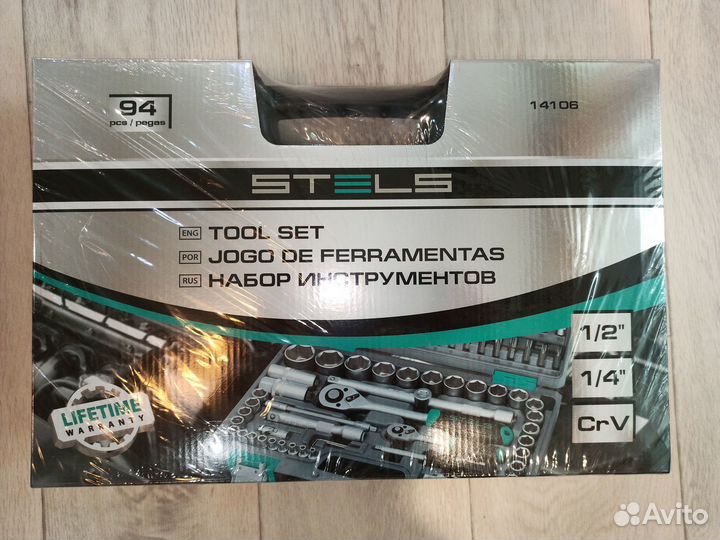 94
pcs / peças
14106
STELS
ENG TOOL SET
POR JOGO DE FERRAMENTAS
RUS НАБОР ИНСТРУМЕНТОВ
1/2"
1/4"
CrV
LIFETIME
WARRANTY
Avito